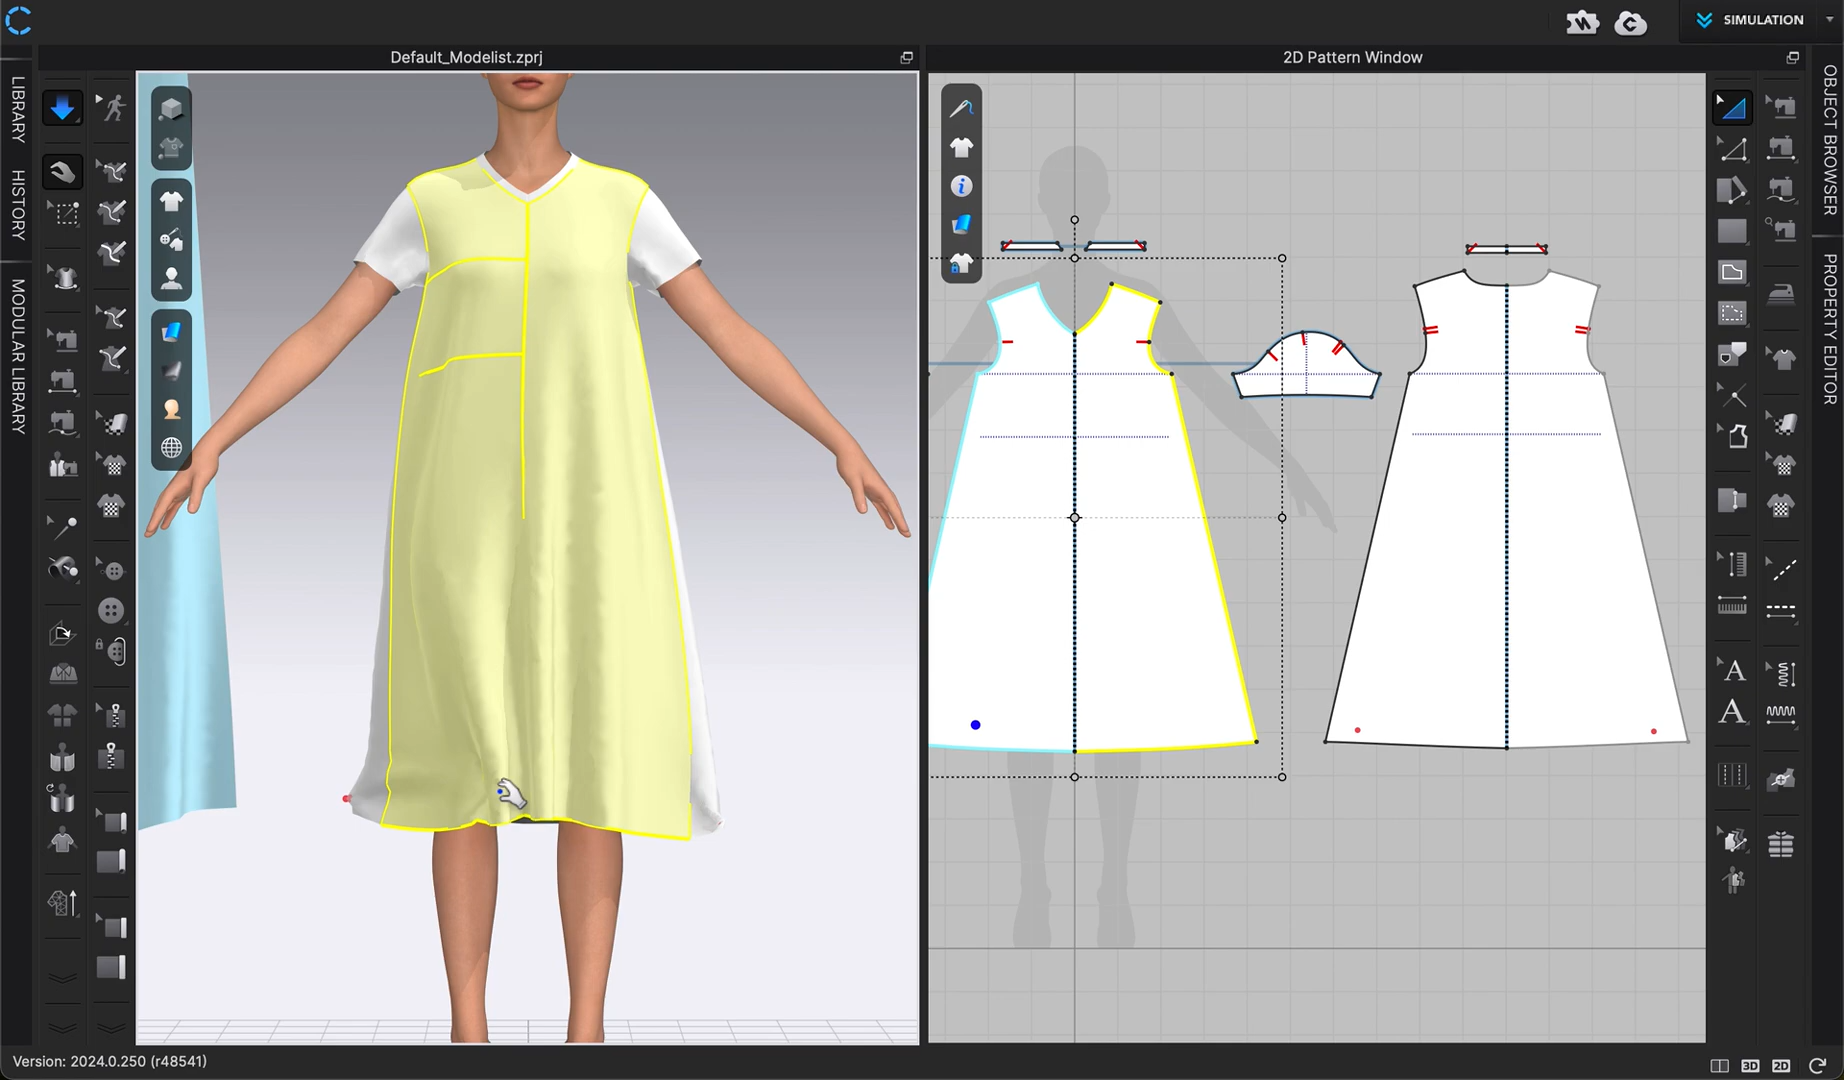 SIMULATION
Default_Modelist.zprj
2D Pattern Window
LIBRARY
HISTORY
MODULAR LIBRARY
OBJECT BROWSER
PROPERTY EDITOR
A
A
Version: 2024.0.250 (r48541)
3D
2D